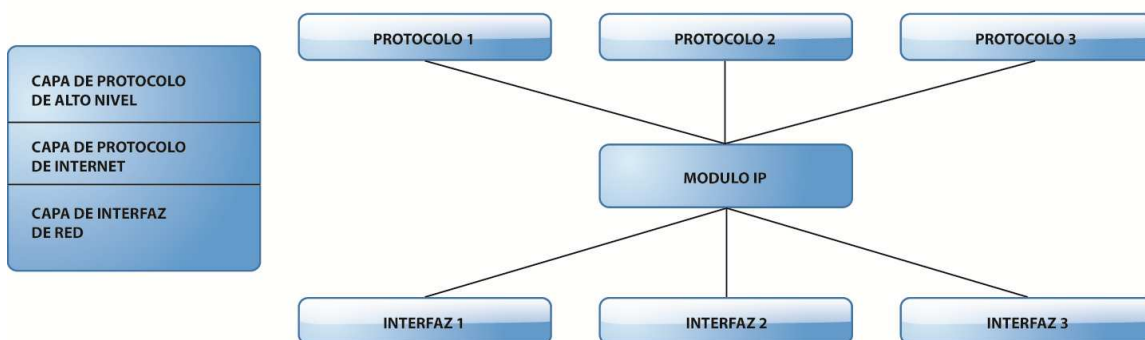 CAPA DE PROTOCOLO
DE ALTO NIVEL
CAPA DE PROTOCOLO
DE INTERNET
CAPA DE INTERFAZ
DE RED
PROTOCOLO 1
PROTOCOLO 2
PROTOCOLO 3
MODULO IP
INTERFAZ 1
INTERFAZ 2
INTERFAZ 3